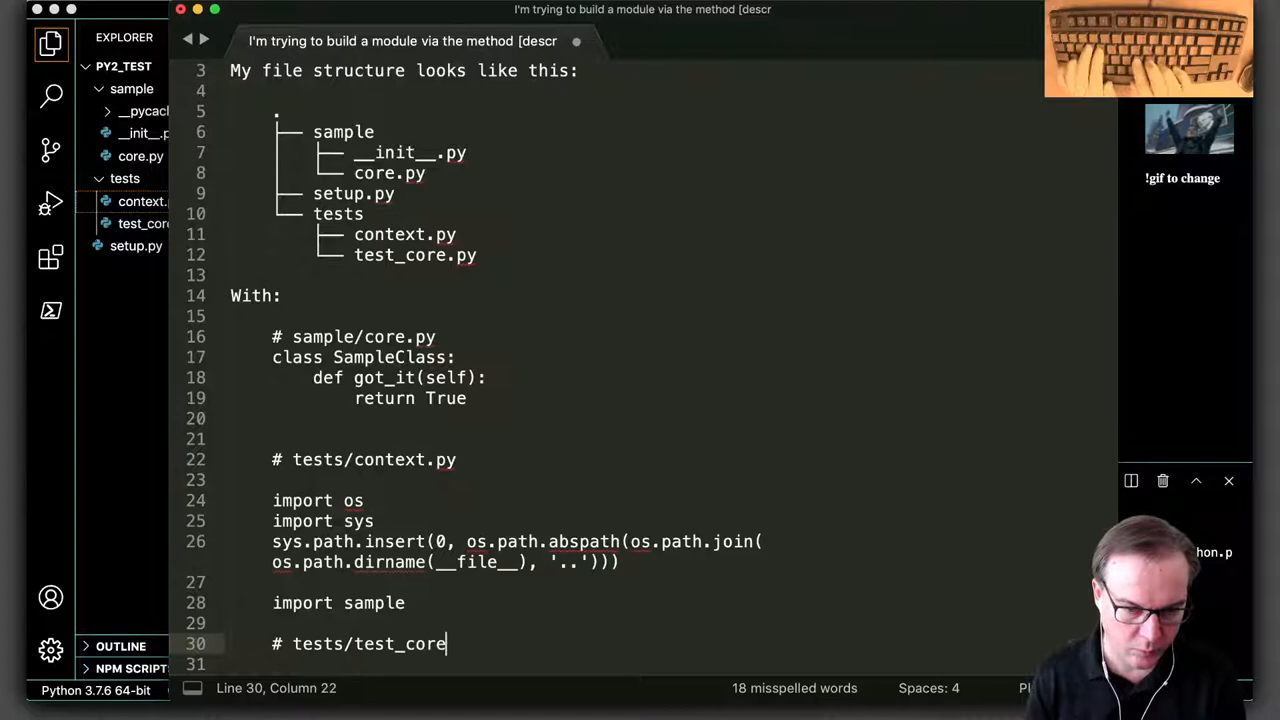 I'm trying to build a module via the method [descr
EXPLORER
I'm trying to build a module via the method [descr
PY2_TEST
sample
__pycacl
__init__.p
core.py
tests
context.
test_core
setup.py
3 My file structure looks like this:
4
5 .
6 ├── sample
7 │   ├── __init__.py
8 │   └── core.py
9 ├── setup.py
10 └── tests
11     ├── context.py
12     └── test_core.py
13
14 With:
15
16 # sample/core.py
17 class SampleClass:
18 def got_it(self):
19 return True
20
21
22 # tests/context.py
23
24 import os
25 import sys
26 sys.path.insert(0, os.path.abspath(os.path.join(
os.path.dirname(__file__), '..')))
27
28 import sample
29
30 # tests/test_core
31
!gif to change
hon.p
OUTLINE
NPM SCRIPT
Python 3.7.6 64-bit
Line 30, Column 22
18 misspelled words
Spaces: 4
Pl